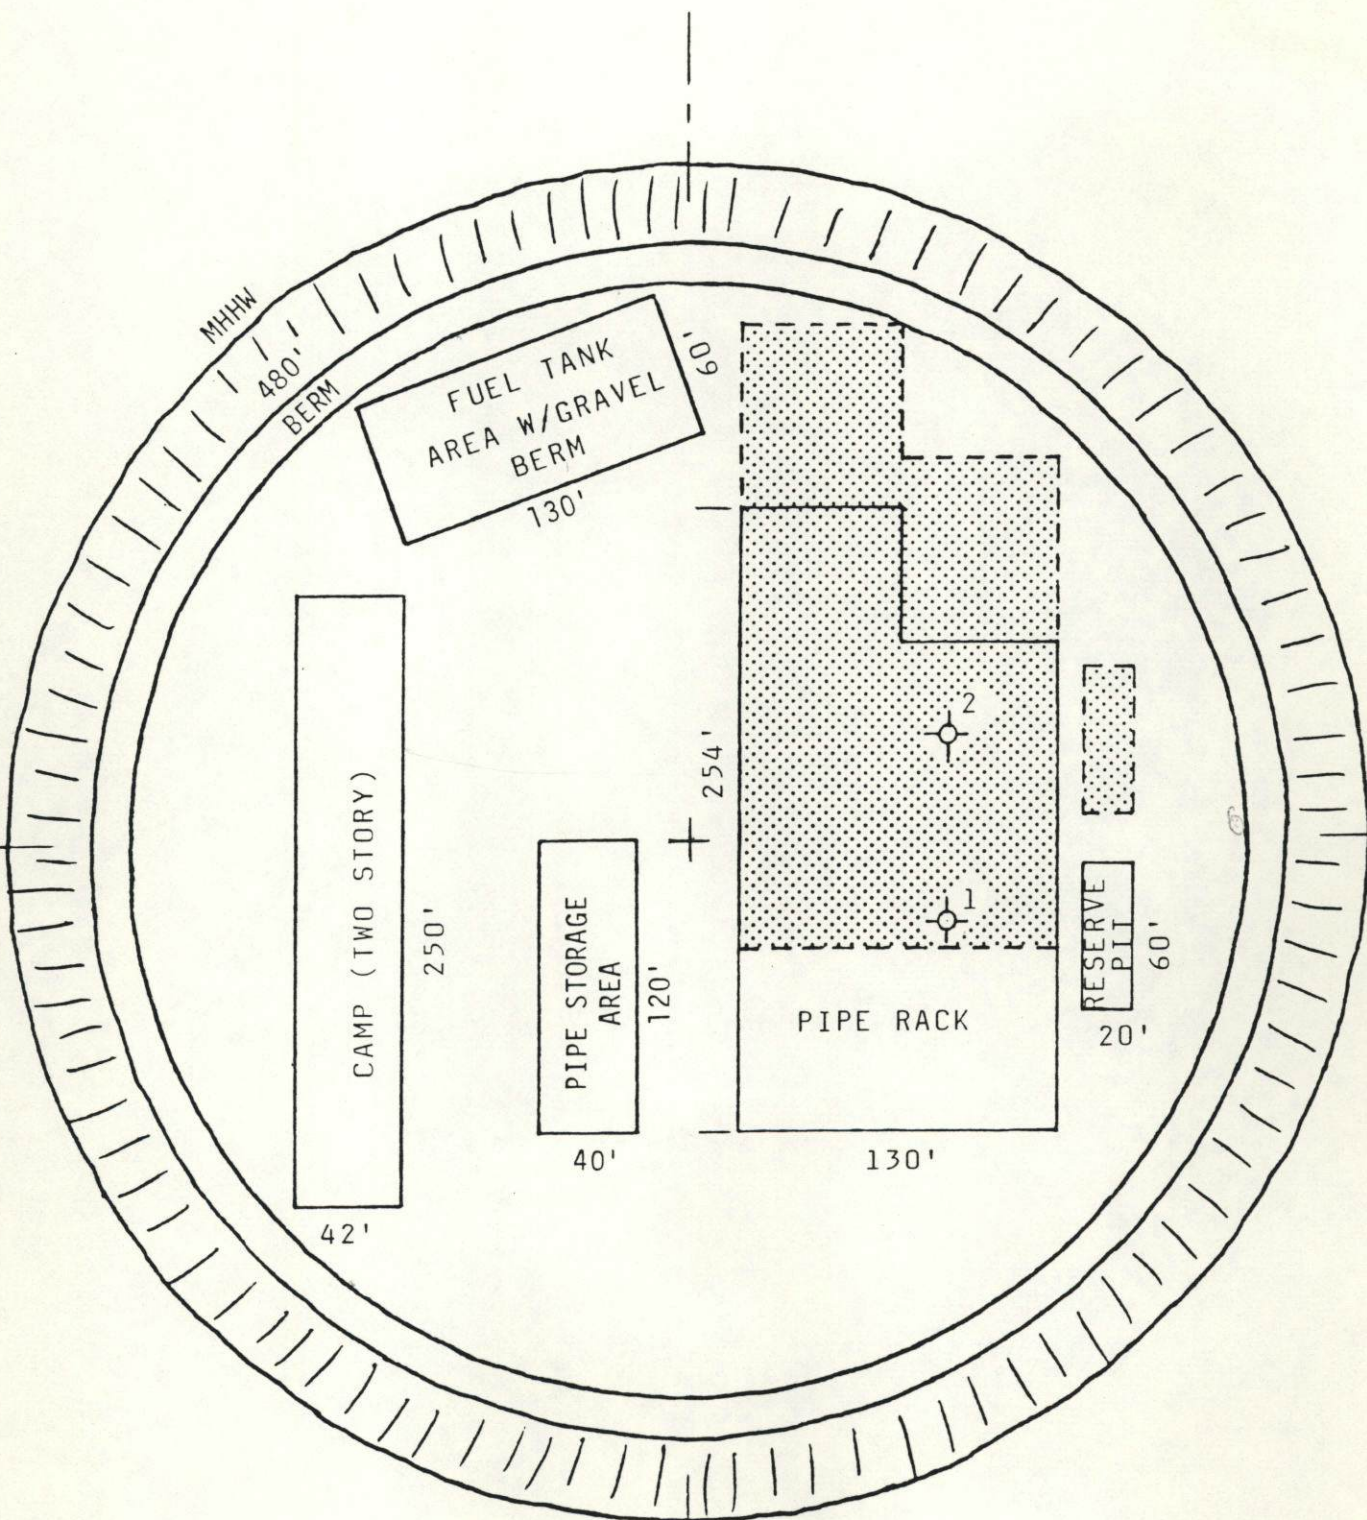 MHHW
480'
BERM
FUEL TANK
AREA W/GRAVEL
BERM
60'
130'
2
254'
CAMP (TWO STORY)
250'
42'
PIPE STORAGE
AREA
120'
40'
1
PIPE RACK
130'
RESERVE
PIT
60'
20'